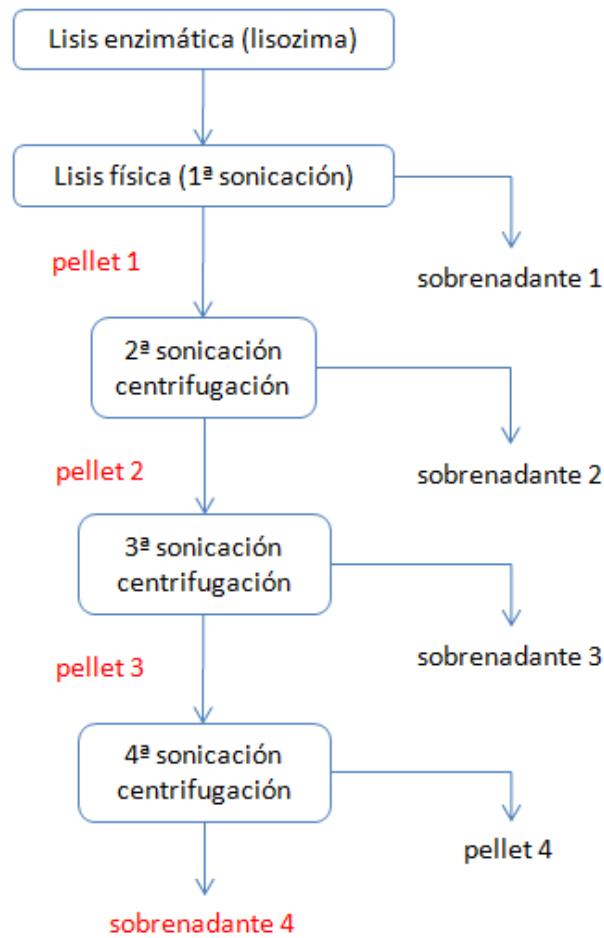 Lisis enzimática (lisozima)
Lisis física (1ª sonicación)
pellet 1
sobrenadante 1
2ª sonicación
centrifugación
pellet 2
sobrenadante 2
3ª sonicación
centrifugación
pellet 3
sobrenadante 3
4ª sonicación
centrifugación
pellet 4
sobrenadante 4